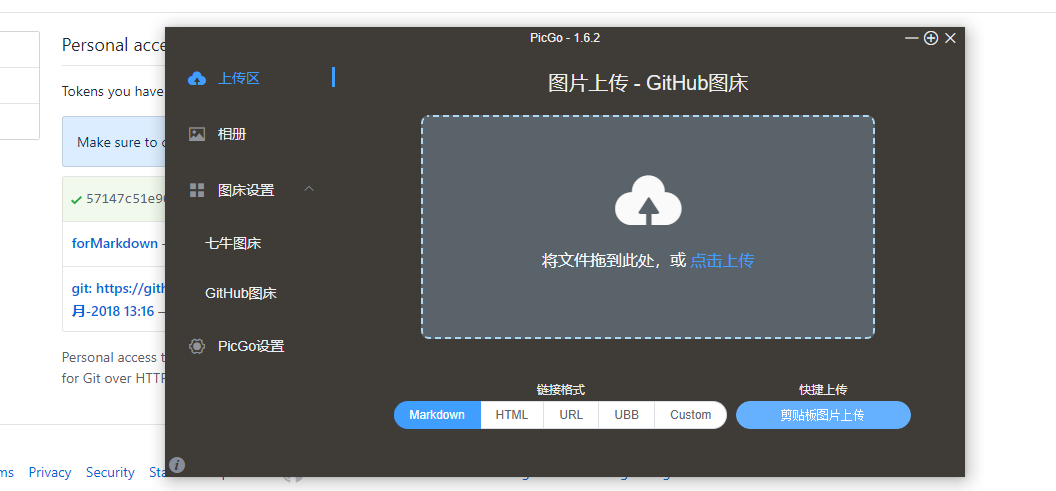 PicGo - 1.6.2
Personal acce
上传区
图片上传 - GitHub图床
Tokens you have
相册
Make sure to
图床设置
57147c51e9
forMarkdown -
七牛图床
将文件拖到此处，或 点击上传
git: https://gith
GitHub图床
月-2018 13:16 —
PicGo设置
Personal access t
for Git over HTTP
链接格式
快捷上传
Markdown
HTML
URL
UBB
Custom
剪贴板图片上传
ms
Privacy
Security
Sta